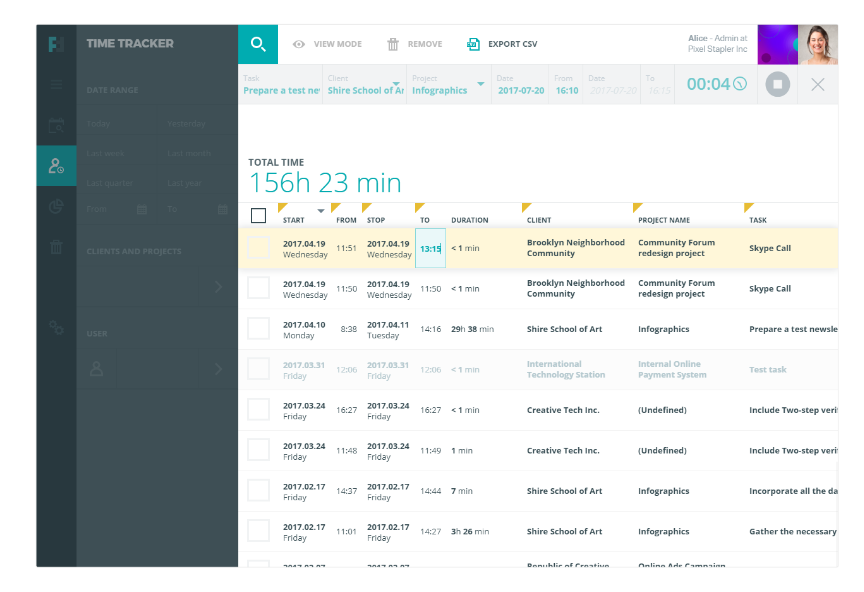 TIME TRACKER
VIEW MODE
REMOVE
EXPORT CSV
Alice - Admin at
Pixel Stapler Inc
DATE RANGE
Today Yesterday
Last week Last month
Last quarter Last year
From To
CLIENTS AND PROJECTS
USER
Task Client Project Date From Date To
Prepare a test ne Shire School of Ar Infographics 2017-07-20 16:10 2017-07-20 16:15 00:04
TOTAL TIME
156h 23 min
START FROM STOP TO DURATION CLIENT PROJECT NAME TASK
2017.04.19 11:51 2017.04.19 13:15 < 1 min Brooklyn Neighborhood Community Forum Skype Call
Wednesday Wednesday Community redesign project
2017.04.19 11:50 2017.04.19 11:50 < 1 min Brooklyn Neighborhood Community Forum Skype Call
Wednesday Wednesday Community redesign project
2017.04.10 8:38 2017.04.11 14:16 29h 38 min Shire School of Art Infographics Prepare a test newsle
Monday Tuesday
2017.03.31 12:06 2017.03.31 12:06 < 1 min International Internal Online Test task
Friday Friday Technology Station Payment System
2017.03.24 16:27 2017.03.24 16:27 < 1 min Creative Tech Inc. (Undefined) Include Two-step veri
Friday Friday
2017.03.24 11:48 2017.03.24 11:49 1 min Creative Tech Inc. (Undefined) Include Two-step veri
Friday Friday
2017.02.17 14:37 2017.02.17 14:44 7 min Shire School of Art Infographics Incorporate all the da
Friday Friday
2017.02.17 11:01 2017.02.17 14:27 3h 26 min Shire School of Art Infographics Gather the necessary
Friday Friday
2017.02.07 2017.02.07 Republic of Creative Online Ads Campaign